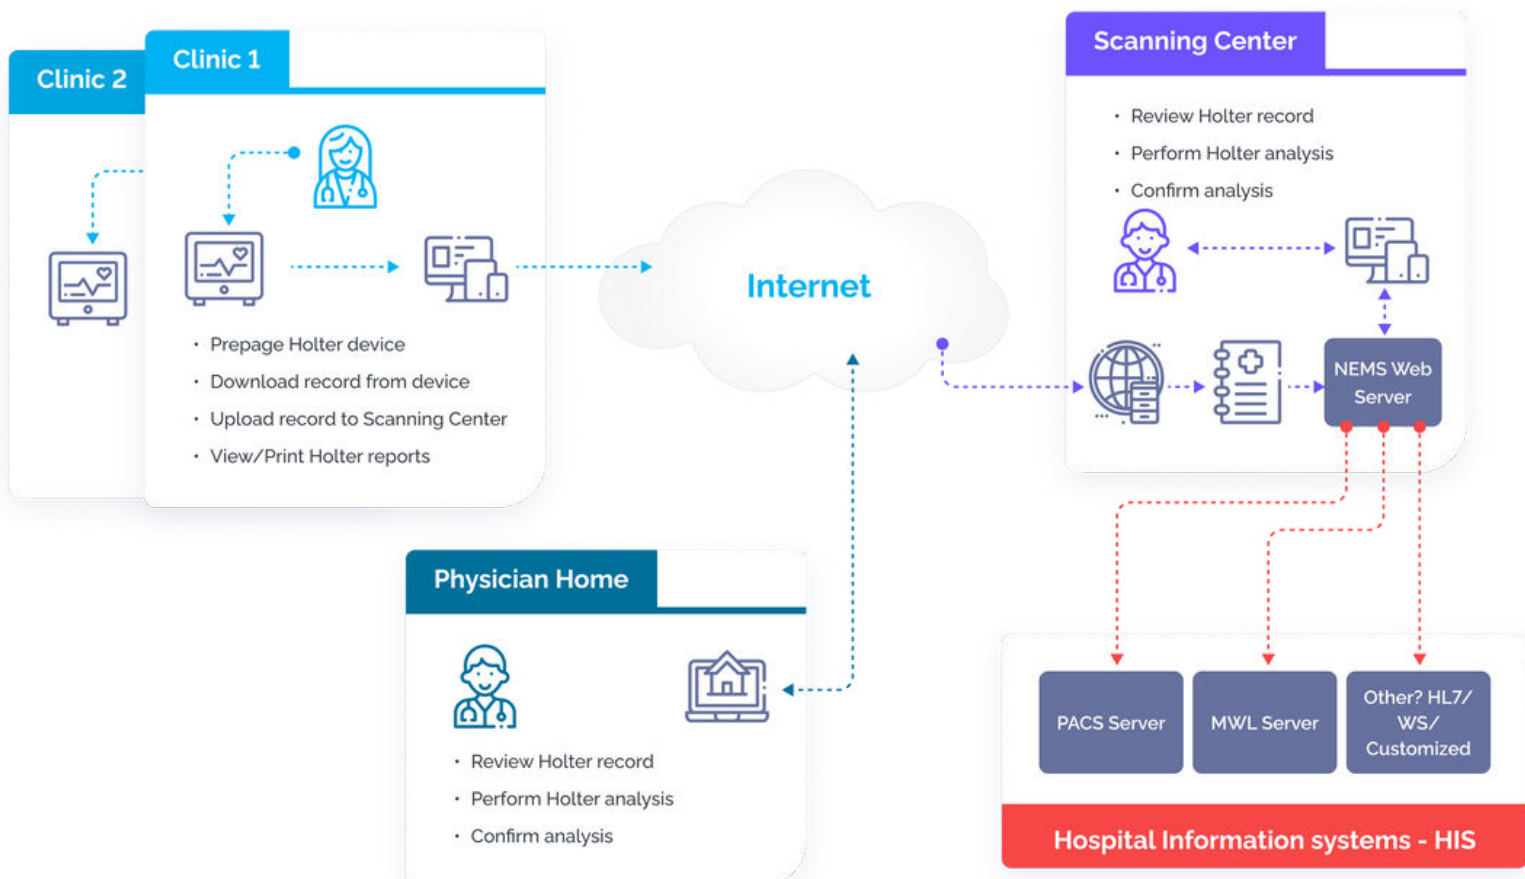 Clinic 2
Clinic 1
• Prepage Holter device
• Download record from device
• Upload record to Scanning Center
• View/Print Holter reports
Internet
Scanning Center
• Review Holter record
• Perform Holter analysis
• Confirm analysis
NEMS Web
Server
Physician Home
• Review Holter record
• Perform Holter analysis
• Confirm analysis
PACS Server
MWL Server
Other? HL7/
WS/
Customized
Hospital Information systems - HIS